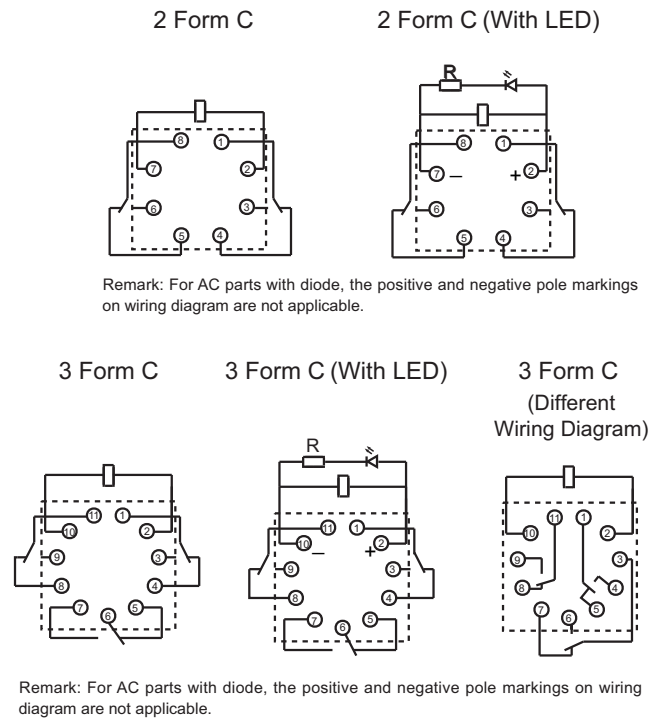 2 Form C
2 Form C (With LED)
R
8 1
7 2
6 3
5 4
8 1
7 – + 2
6 3
5 4
Remark: For AC parts with diode, the positive and negative pole markings
on wiring diagram are not applicable.
3 Form C
3 Form C (With LED)
3 Form C
(Different
Wiring Diagram)
R
11 1
10 2
9 3
8 4
7 6 5
11 1
10 – + 2
9 3
8 4
7 6 5
11 1
10 2
9 3
8 4
7 6 5
Remark: For AC parts with diode, the positive and negative pole markings on wiring
diagram are not applicable.